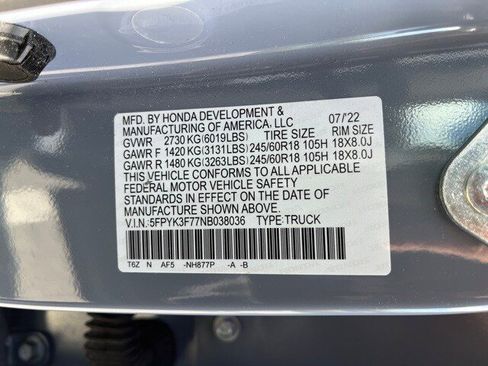 MFD. BY HONDA DEVELOPMENT & 07/'22
MANUFACTURING OF AMERICA, LLC
GVWR 2730 KG(6019LBS) TIRE SIZE RIM SIZE
GAWR F 1420 KG(3131LBS) 245/60R18 105H 18X8.0J
GAWR R 1480 KG(3263LBS) 245/60R18 105H 18X8.0J
THIS VEHICLE CONFORMS TO ALL APPLICABLE
FEDERAL MOTOR VEHICLE SAFETY
STANDARDS IN EFFECT ON THE DATE OF
MANUFACTURE SHOWN ABOVE.
V.I.N.:5FPYK3F77NB038036 TYPE:TRUCK
T6Z N AF5 -NH877P -A -B